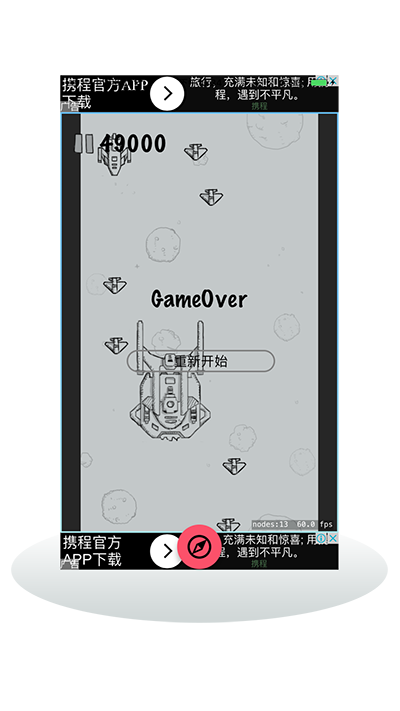 携程官方APP
下载
旅行，充满未知和惊喜；用
程，遇到不平凡。
携程
广告
49000
GameOver
重新开始
nodes:13 60.0 fps
携程官方
APP下载
，充满未知和惊喜；用
程，遇到不平凡。
携程
广告